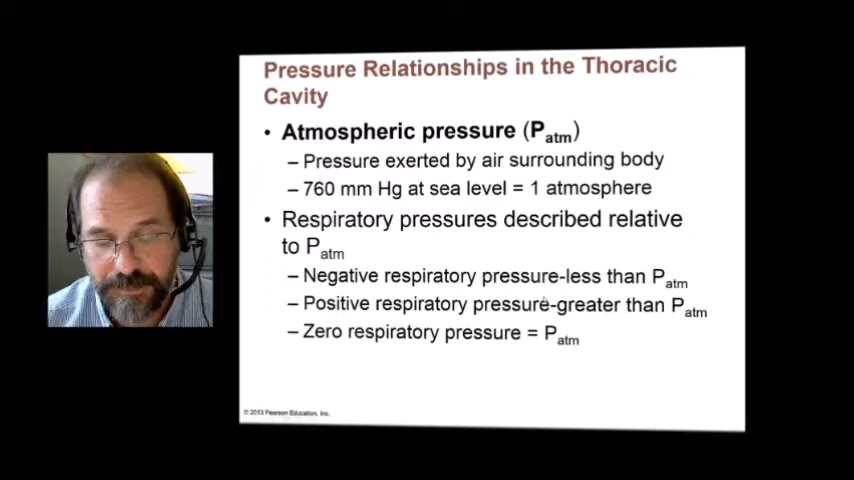 Pressure Relationships in the Thoracic
Cavity
• Atmospheric pressure (Patm)
– Pressure exerted by air surrounding body
– 760 mm Hg at sea level = 1 atmosphere
• Respiratory pressures described relative
to Patm
– Negative respiratory pressure-less than Patm
– Positive respiratory pressure-greater than Patm
– Zero respiratory pressure = Patm
© 2013 Pearson Education, Inc.